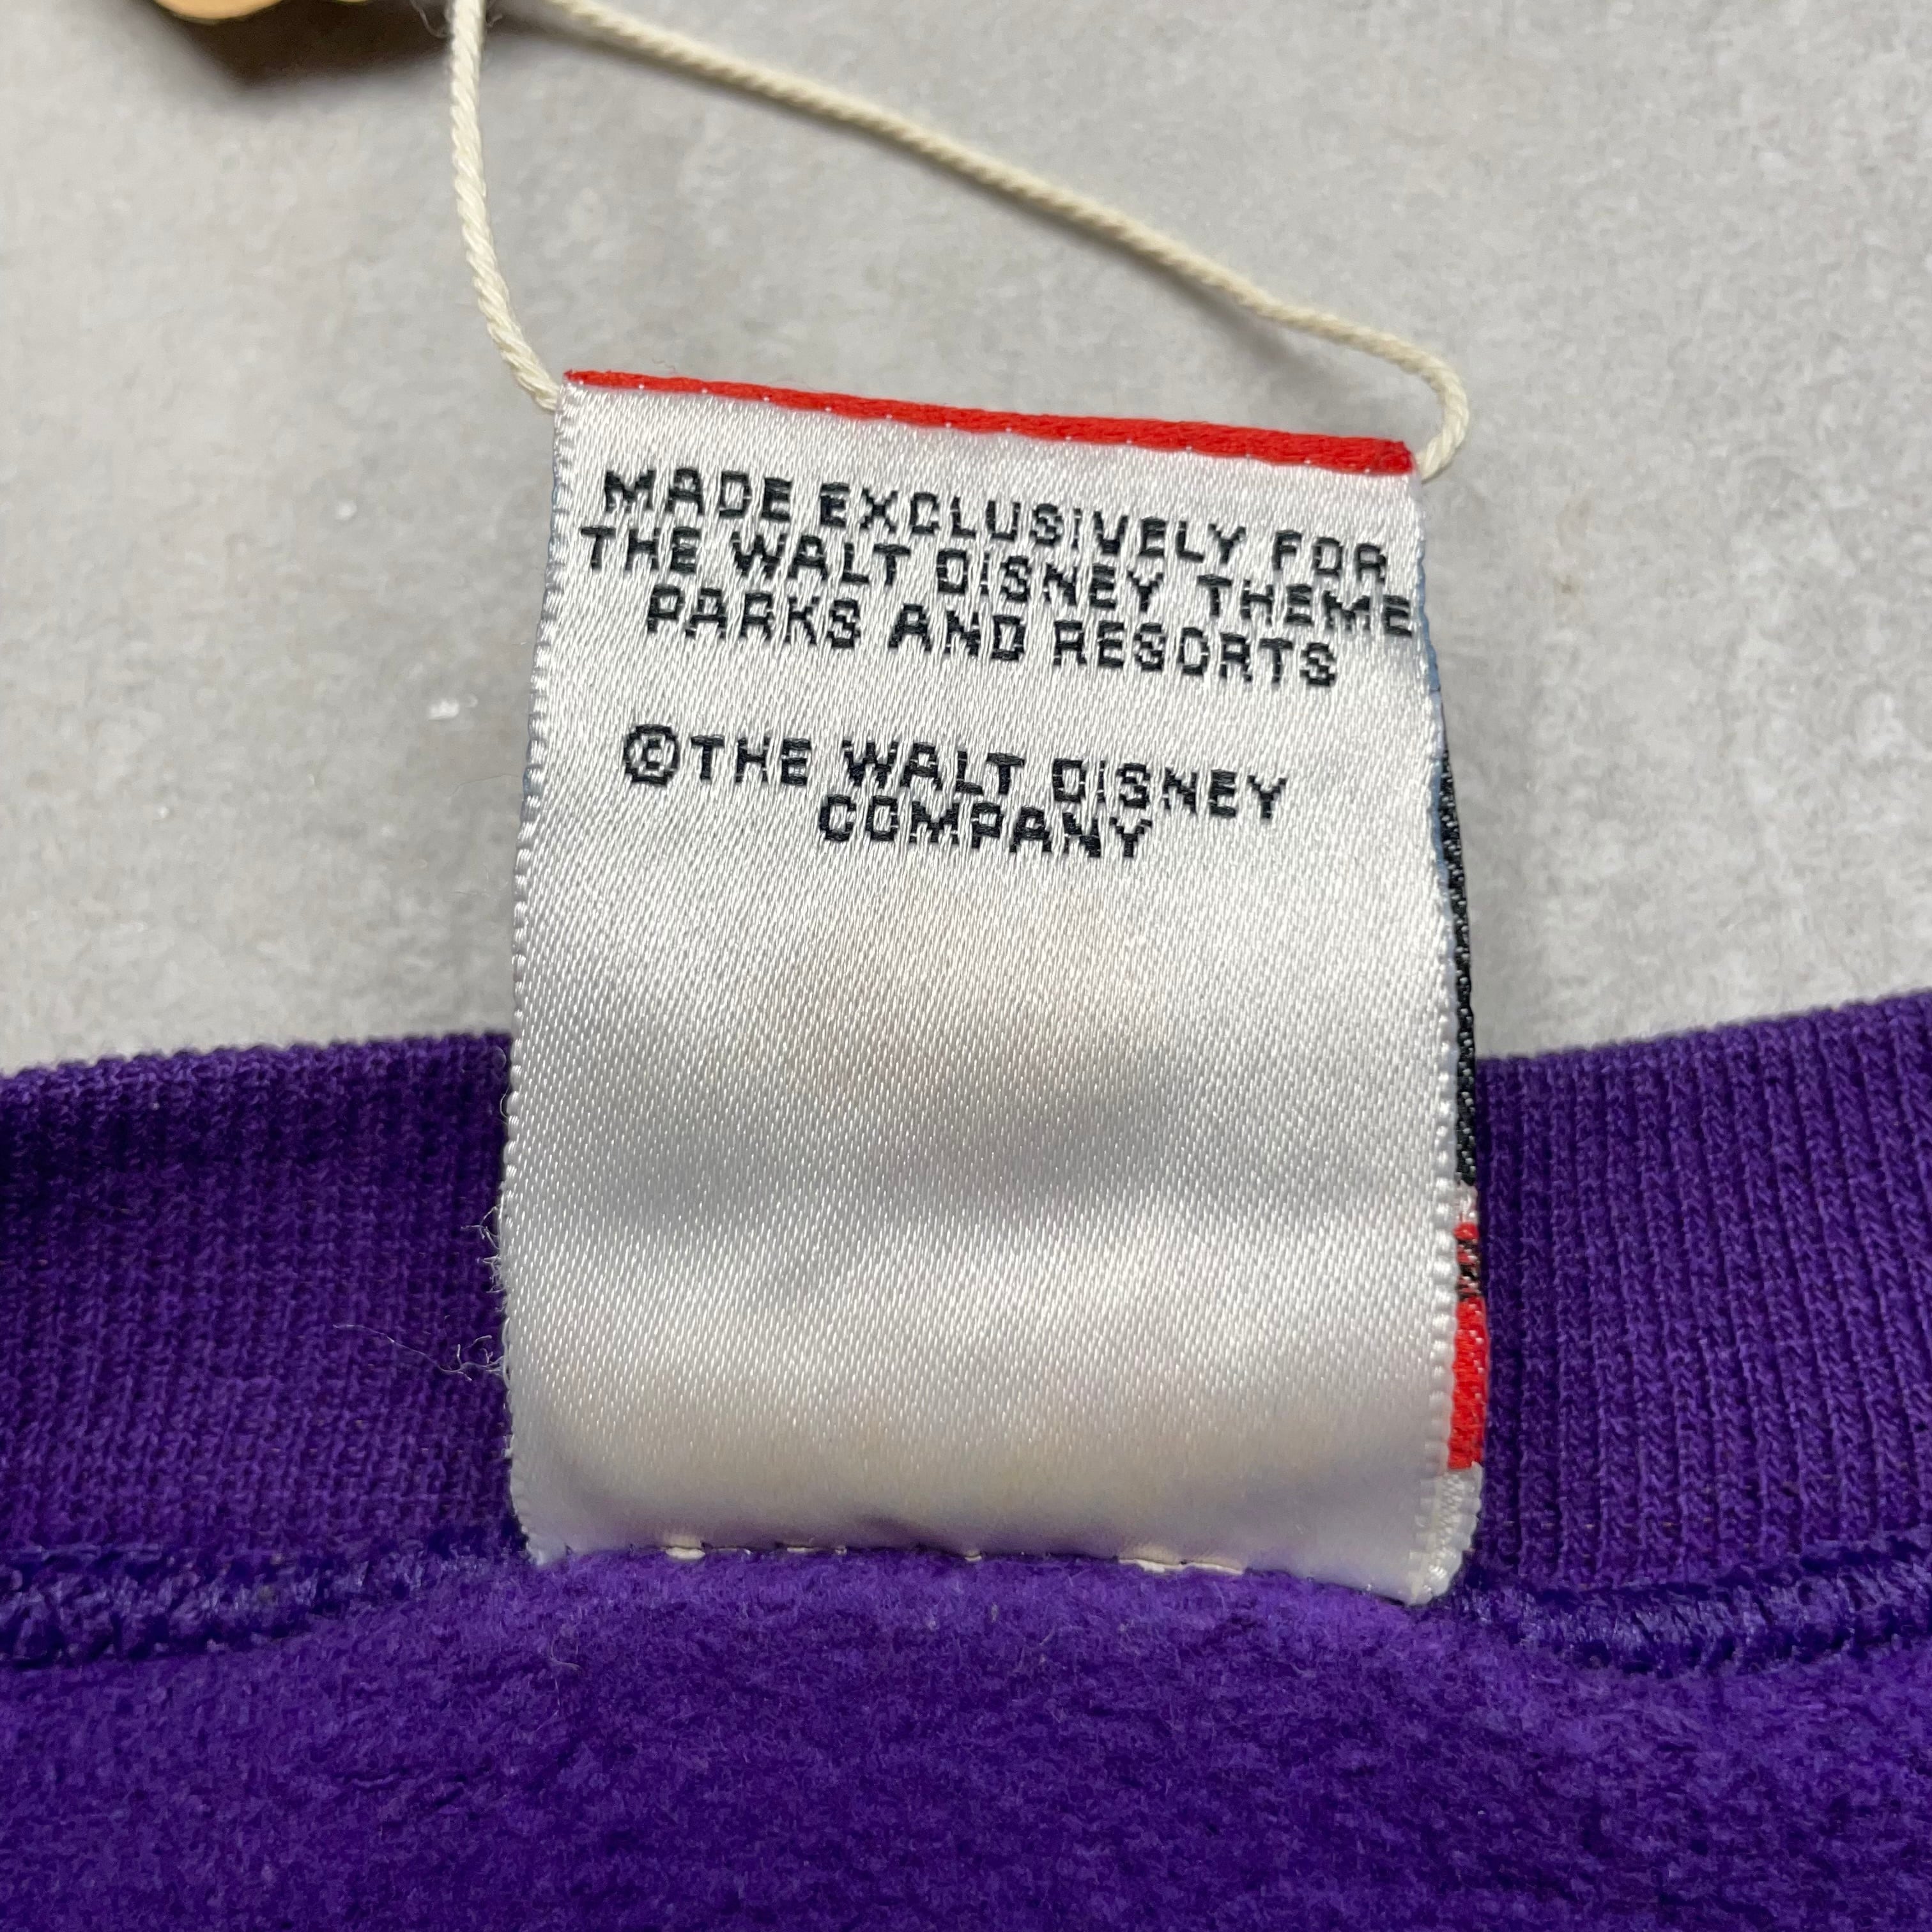 MADE EXCLUSIVELY FOR
THE WALT DISNEY THEME
PARKS AND RESORTS
©THE WALT DISNEY
COMPANY